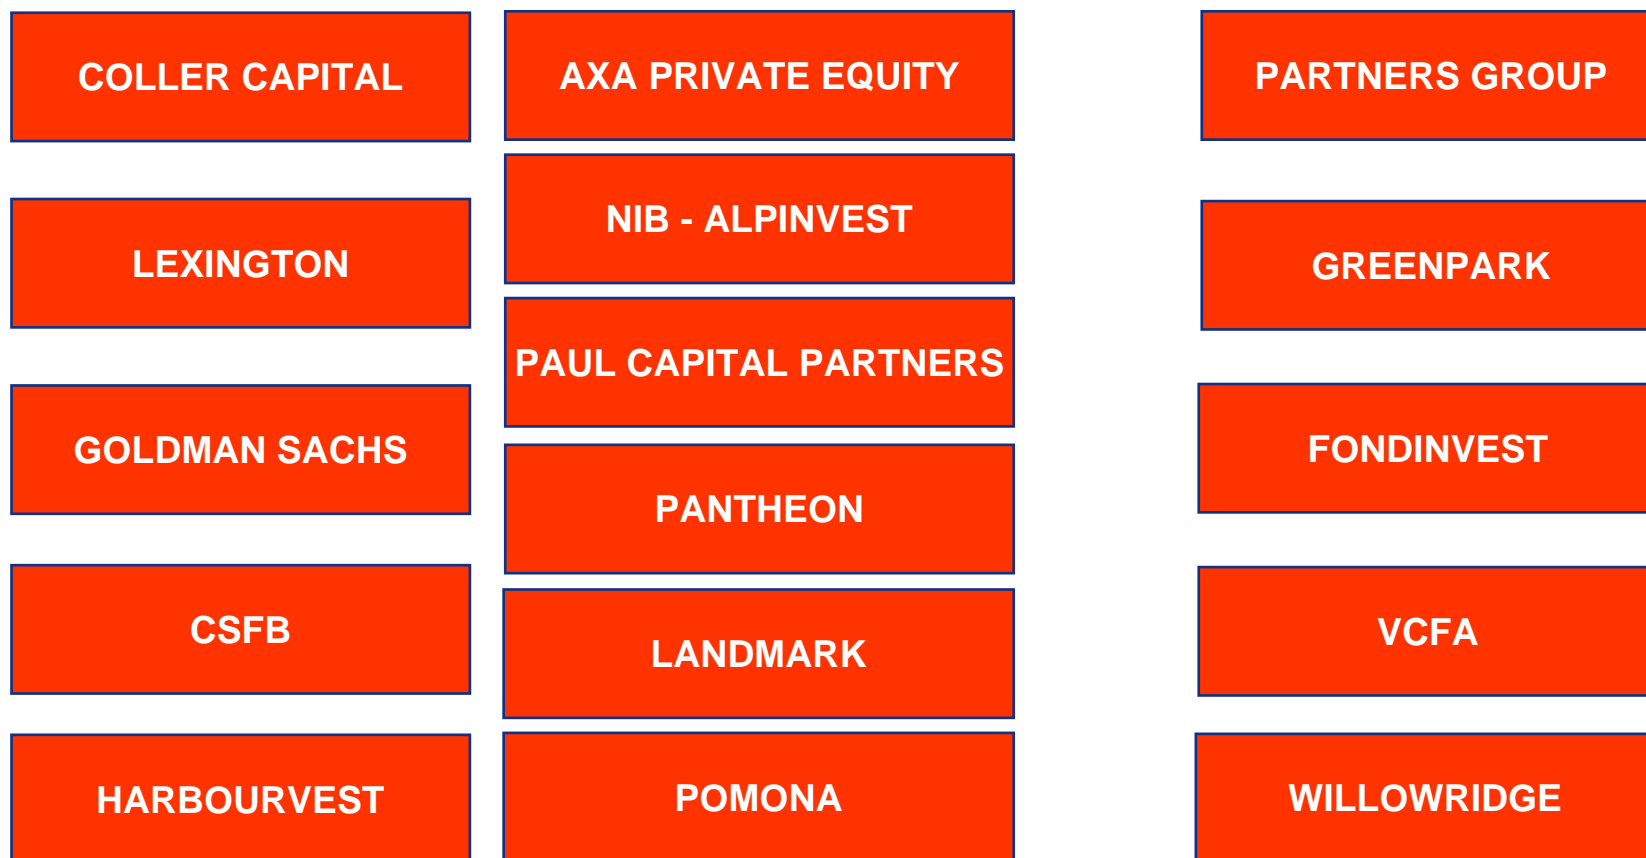 COLLER CAPITAL
LEXINGTON
GOLDMAN SACHS
CSFB
HARBOURVEST
AXA PRIVATE EQUITY
NIB - ALPINVEST
PAUL CAPITAL PARTNERS
PANTHEON
LANDMARK
POMONA
PARTNERS GROUP
GREENPARK
FONDINVEST
VCFA
WILLOWRIDGE